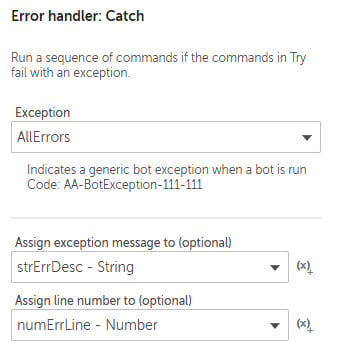 Error handler: Catch
Run a sequence of commands if the commands in Try
fail with an exception.
Exception
AllErrors
Indicates a generic bot exception when a bot is run
Code: AA-BotException-111-111
Assign exception message to (optional)
strErrDesc - String
(x)+
Assign line number to (optional)
numErrLine - Number
(x)+